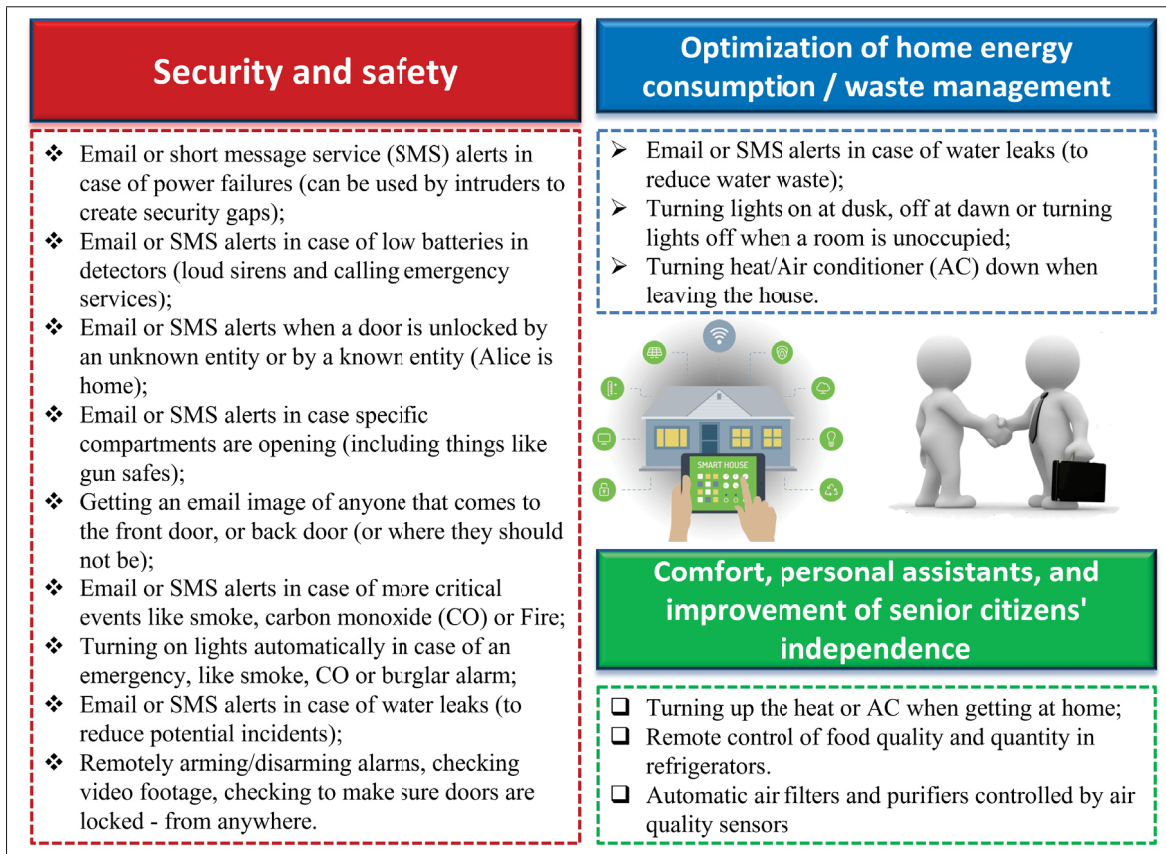 Security and safety
❖ Email or short message service (SMS) alerts in
case of power failures (can be used by intruders to
create security gaps);
❖ Email or SMS alerts in case of low batteries in
detectors (loud sirens and calling emergency
services);
❖ Email or SMS alerts when a door is unlocked by
an unknown entity or by a known entity (Alice is
home);
❖ Email or SMS alerts in case specific
compartments are opening (including things like
gun safes);
❖ Getting an email image of anyone that comes to
the front door, or back door (or where they should
not be);
❖ Email or SMS alerts in case of more critical
events like smoke, carbon monoxide (CO) or Fire;
❖ Turning on lights automatically in case of an
emergency, like smoke, CO or burglar alarm;
❖ Email or SMS alerts in case of water leaks (to
reduce potential incidents);
❖ Remotely arming/disarming alarms, checking
video footage, checking to make sure doors are
locked - from anywhere.
Optimization of home energy
consumption / waste management
➢ Email or SMS alerts in case of water leaks (to
reduce water waste);
➢ Turning lights on at dusk, off at dawn or turning
lights off when a room is unoccupied;
➢ Turning heat/Air conditioner (AC) down when
leaving the house.
SMART HOUSE
Comfort, personal assistants, and
improvement of senior citizens'
independence
❑ Turning up the heat or AC when getting at home;
❑ Remote control of food quality and quantity in
refrigerators.
❑ Automatic air filters and purifiers controlled by air
quality sensors